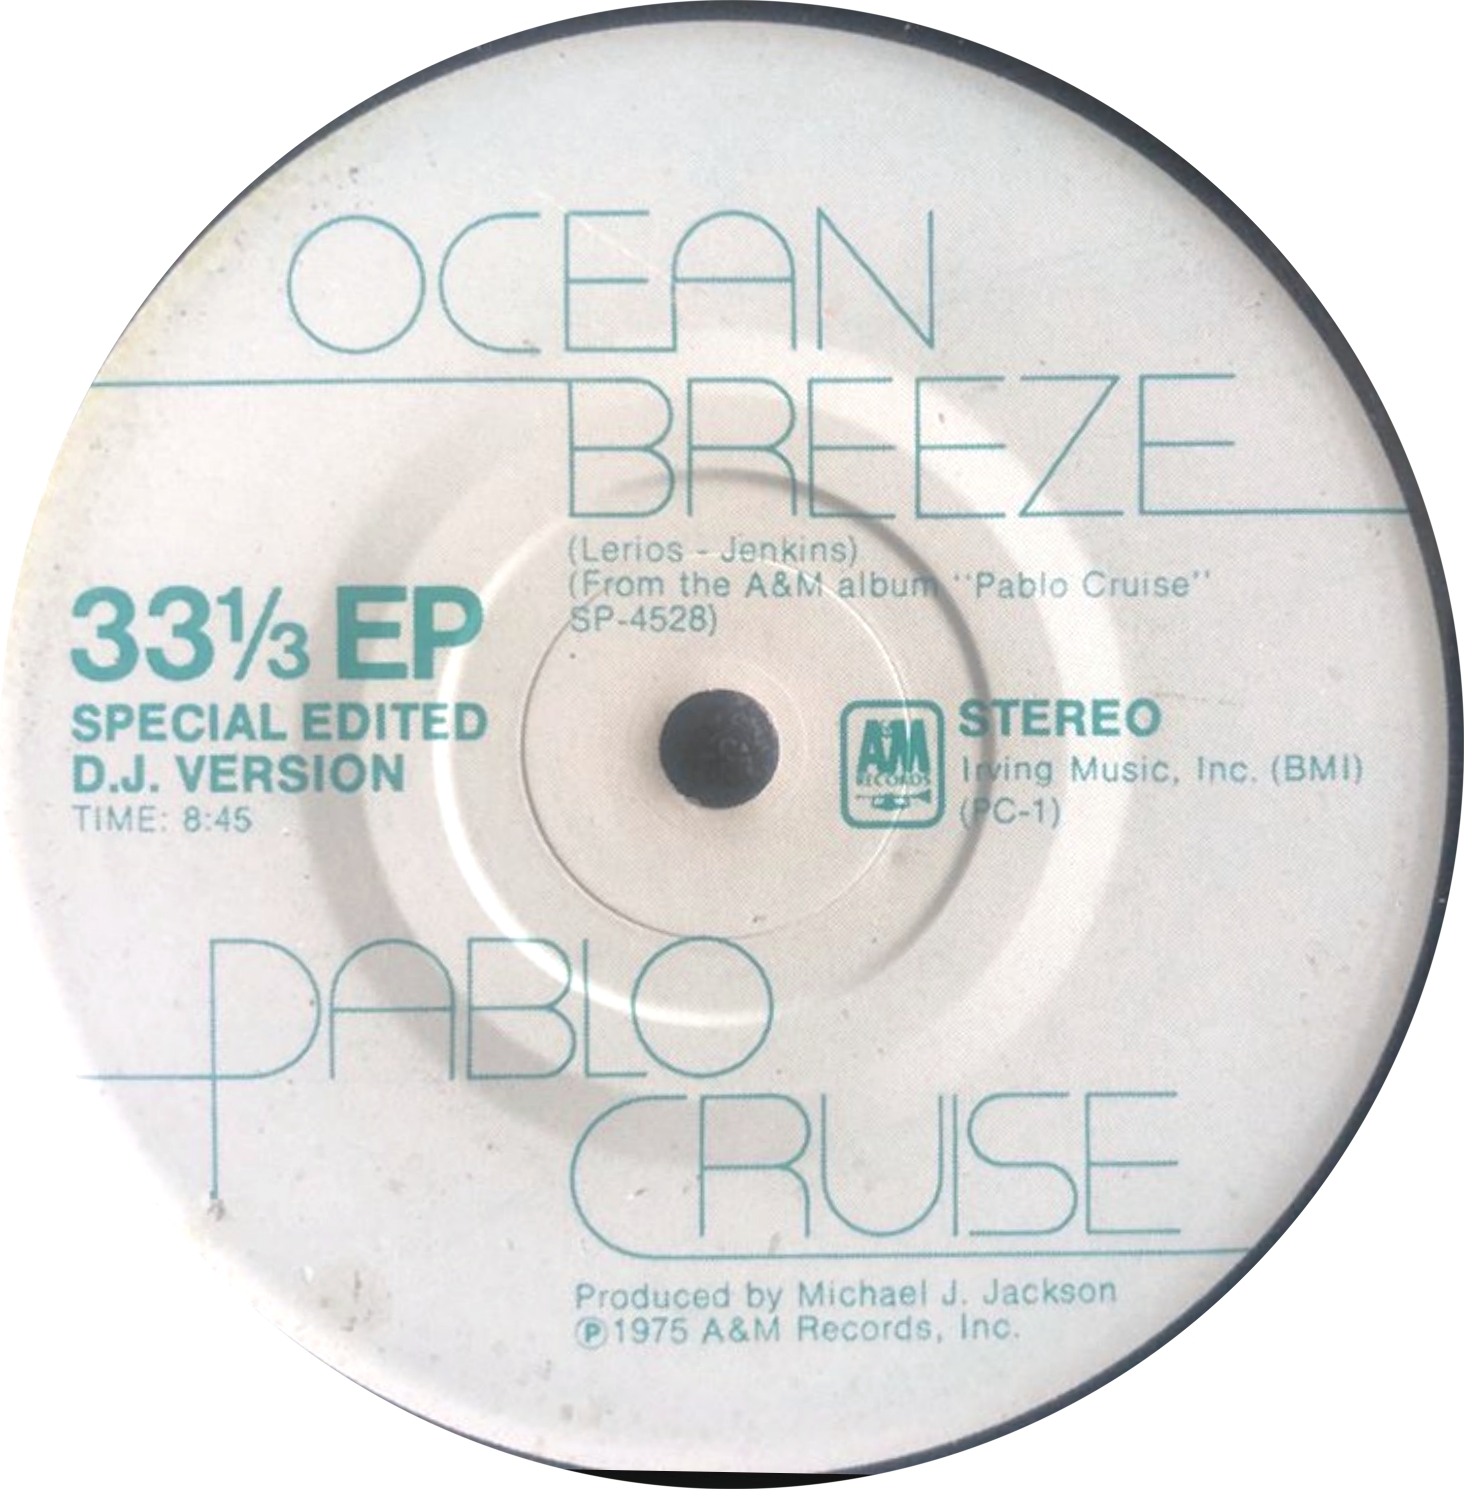 OCEAN
BREEZE
(Lerios - Jenkins)
(From the A&M album "Pablo Cruise"
SP-4528)
33⅓ EP
SPECIAL EDITED
D.J. VERSION
TIME: 8:45
A&M
RECORDS
STEREO
Irving Music, Inc. (BMI)
(PC-1)
PABLO
CRUISE
Produced by Michael J. Jackson
℗1975 A&M Records, Inc.